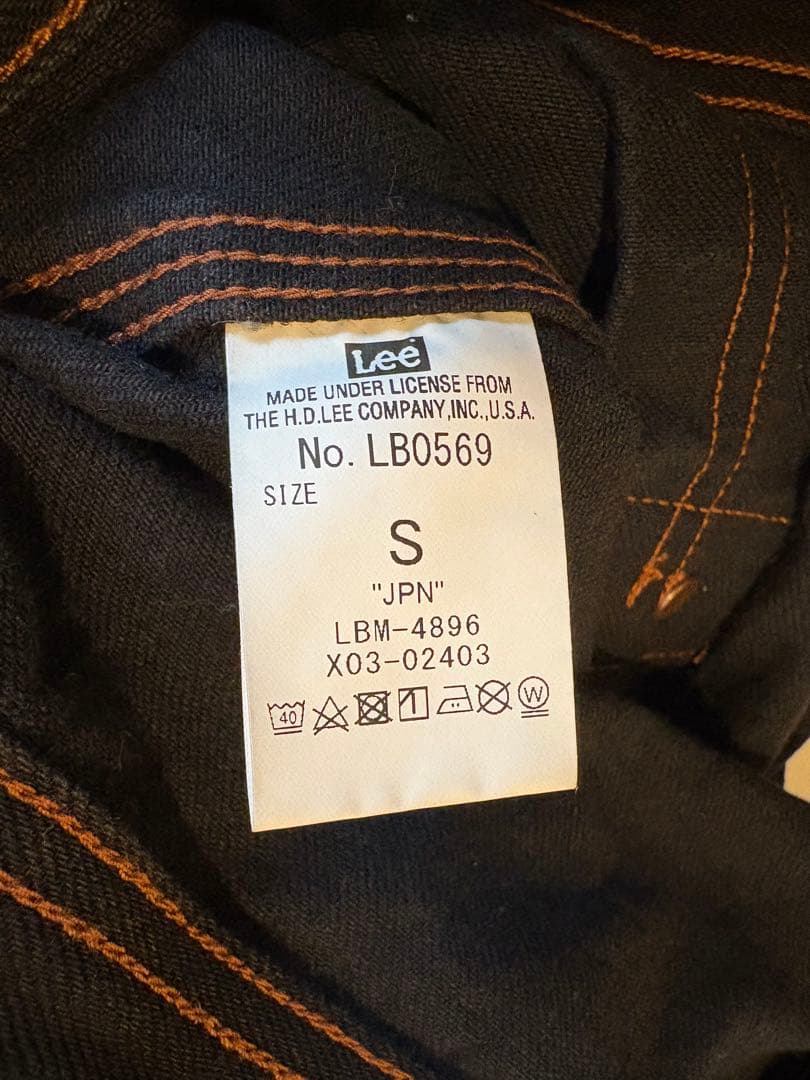 Lee
MADE UNDER LICENSE FROM
THE H.D.LEE COMPANY,INC.,U.S.A.
No. LB0569
SIZE
S
"JPN"
LBM-4896
X03-02403
40 W